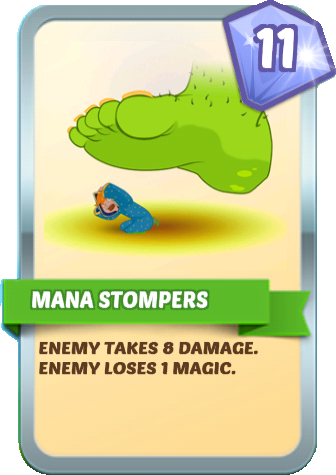 11
MANA STOMPERS
ENEMY TAKES 8 DAMAGE.
ENEMY LOSES 1 MAGIC.